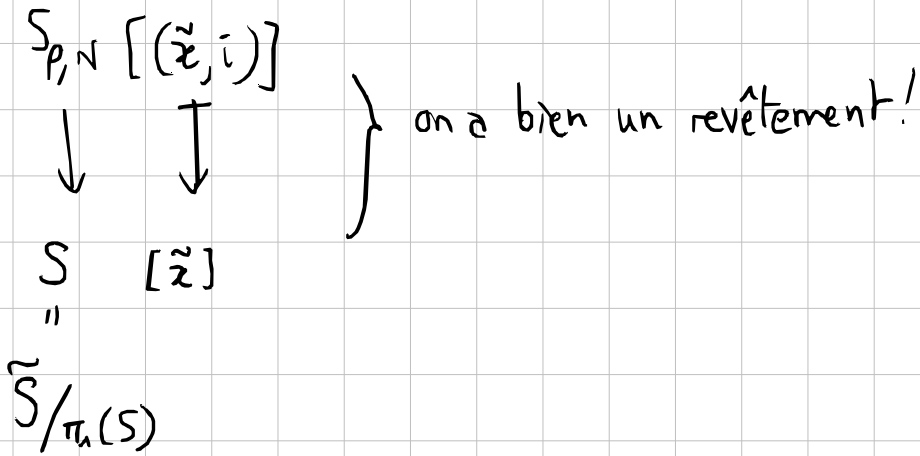 S_{ρ,N} [(x̃, i)]
↓ ↧ } on a bien un revêtement !
S [x̃]
=
S̃/π₁(S)